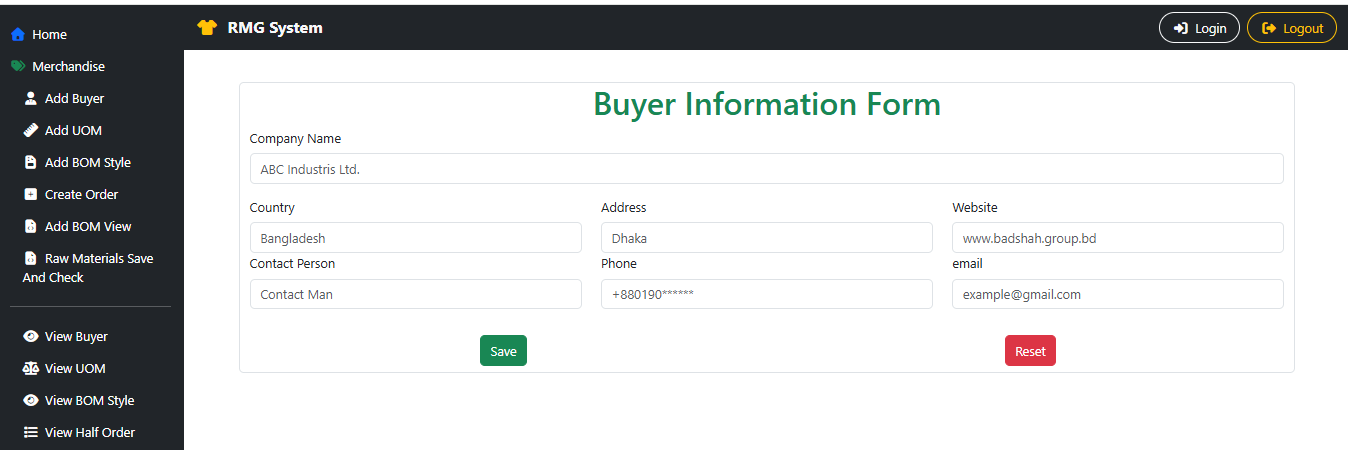 Home
Merchandise
Add Buyer
Add UOM
Add BOM Style
Create Order
Add BOM View
Raw Materials Save
And Check
View Buyer
View UOM
View BOM Style
View Half Order
RMG System
Login
Logout
Buyer Information Form
Company Name
ABC Industris Ltd.
Country
Address
Website
Bangladesh
Dhaka
www.badshah.group.bd
Contact Person
Phone
email
Contact Man
+880190******
example@gmail.com
Save
Reset